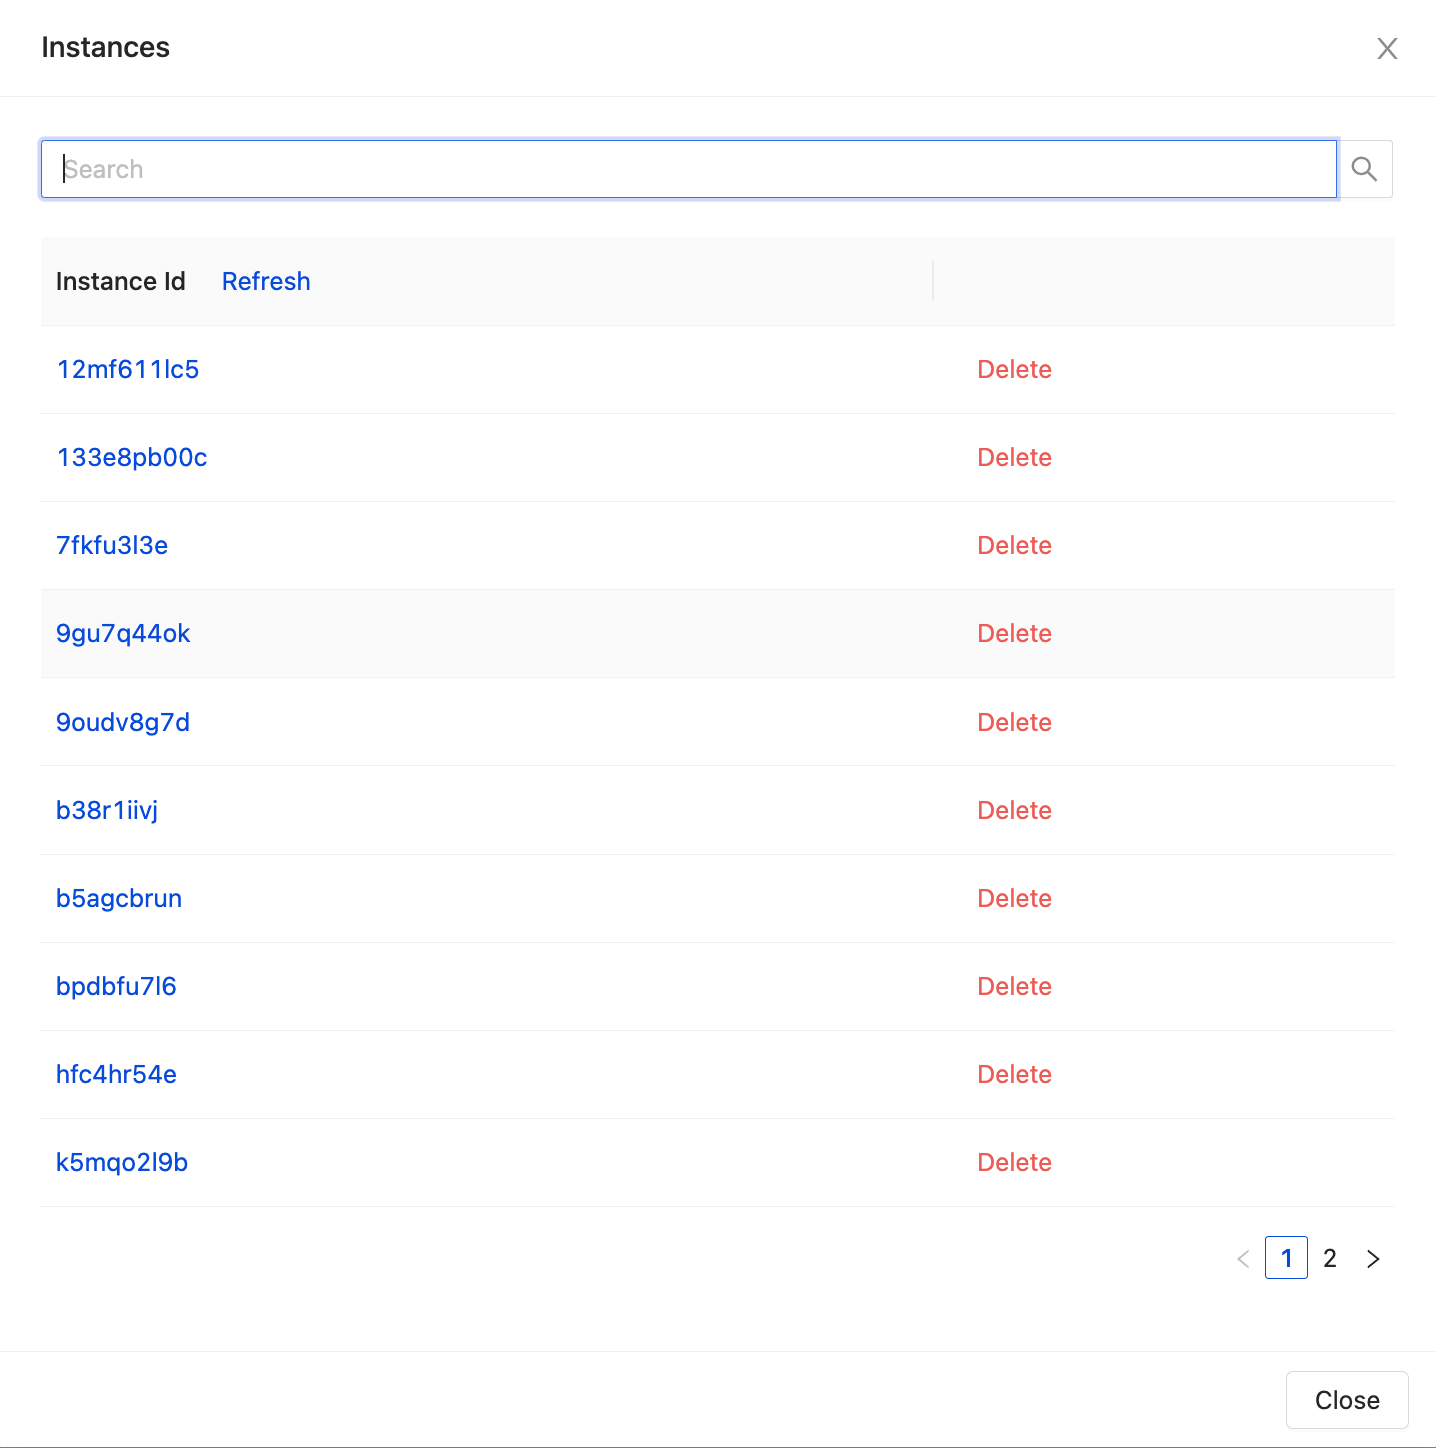 Instances
Search
Instance Id Refresh
12mf611lc5 Delete
133e8pb00c Delete
7fkfu3l3e Delete
9gu7q44ok Delete
9oudv8g7d Delete
b38r1iivj Delete
b5agcbrun Delete
bpdbfu7l6 Delete
hfc4hr54e Delete
k5mqo2l9b Delete
1 2
Close